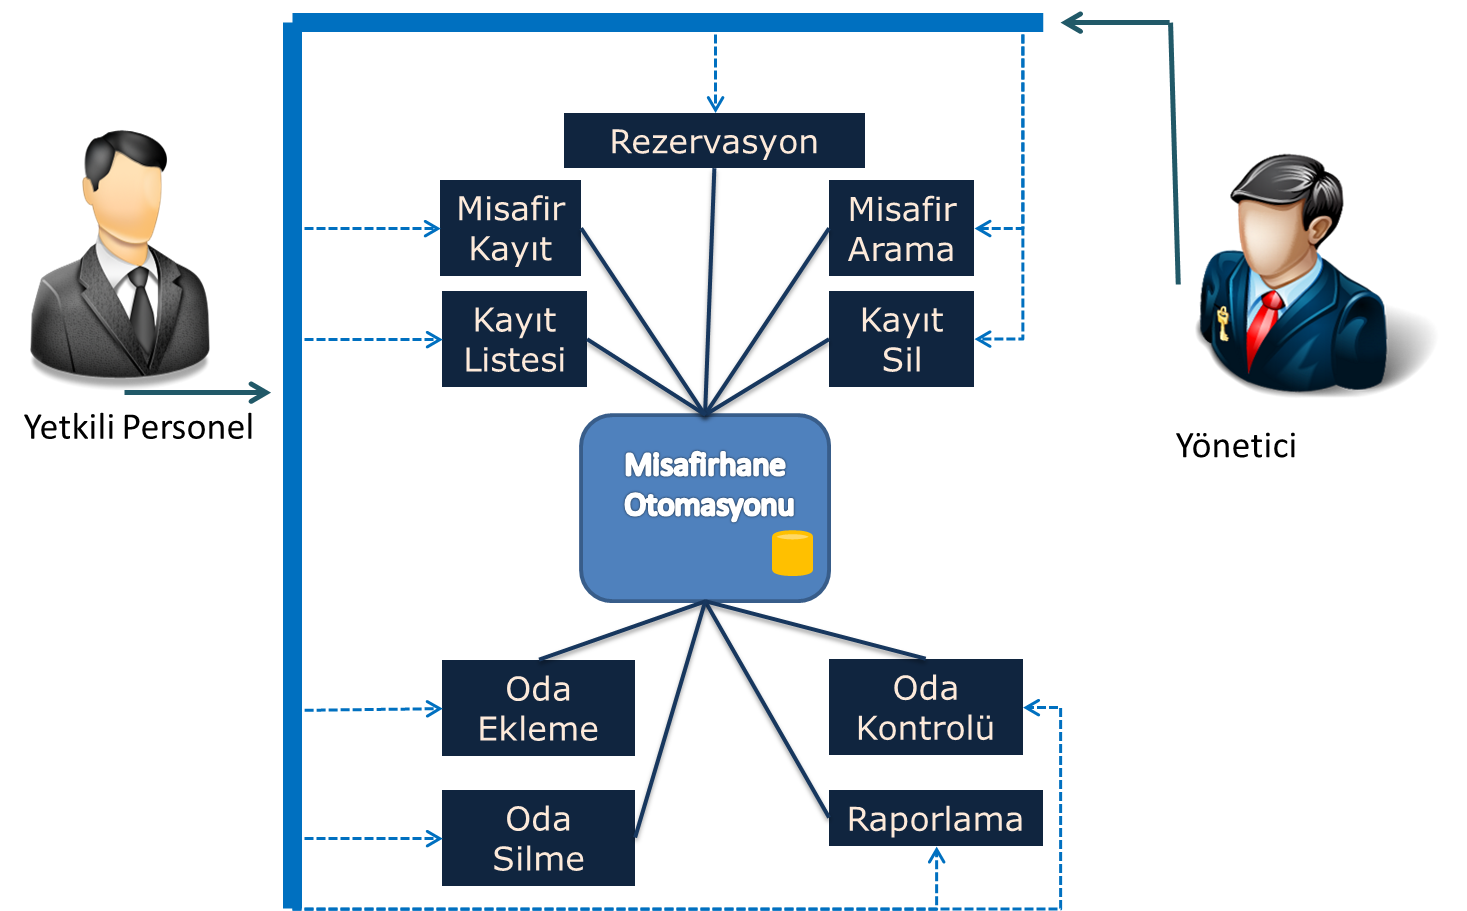 Rezervasyon
Misafir
Kayıt
Misafir
Arama
Kayıt
Listesi
Kayıt
Sil
Yetkili Personel
Yönetici
Misafirhane
Otomasyonu
Oda
Ekleme
Oda
Kontrolü
Oda
Silme
Raporlama